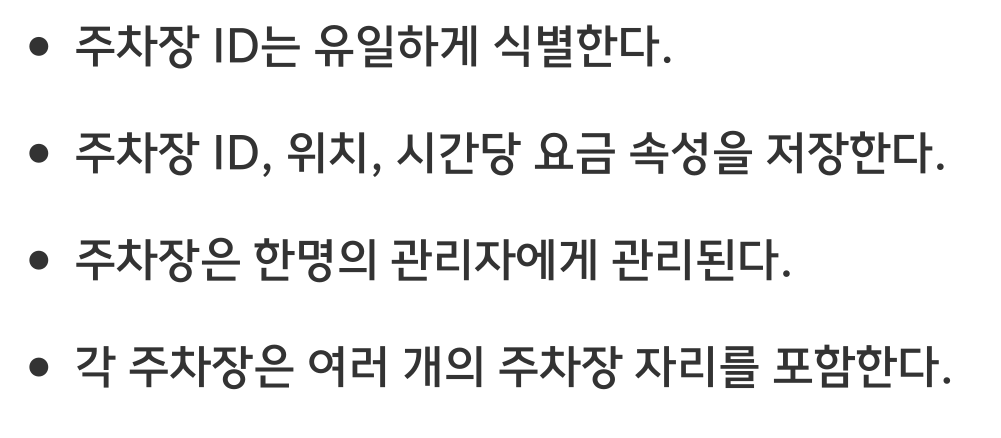 • 주차장 ID는 유일하게 식별한다.
• 주차장 ID, 위치, 시간당 요금 속성을 저장한다.
• 주차장은 한명의 관리자에게 관리된다.
• 각 주차장은 여러 개의 주차장 자리를 포함한다.